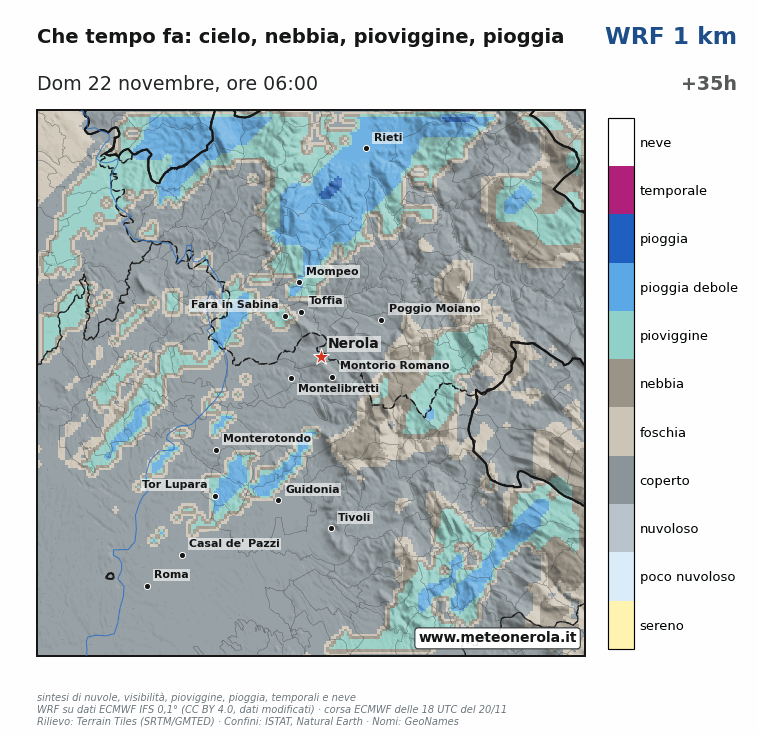 Che tempo fa: cielo, nebbia, pioviggine, pioggia
WRF 1 km
Dom 22 novembre, ore 06:00
+35h
Rieti
Mompeo
Fara in Sabina
Toffia
Poggio Moiano
Nerola
Montorio Romano
Montelibretti
Monterotondo
Tor Lupara
Guidonia
Tivoli
Casal de' Pazzi
Roma
www.meteonerola.it
neve
temporale
pioggia
pioggia debole
pioviggine
nebbia
foschia
coperto
nuvoloso
poco nuvoloso
sereno
sintesi di nuvole, visibilità, pioviggine, pioggia, temporali e neve
WRF su dati ECMWF IFS 0,1° (CC BY 4.0, dati modificati) · corsa ECMWF delle 18 UTC del 20/11
Rilievo: Terrain Tiles (SRTM/GMTED) · Confini: ISTAT, Natural Earth · Nomi: GeoNames